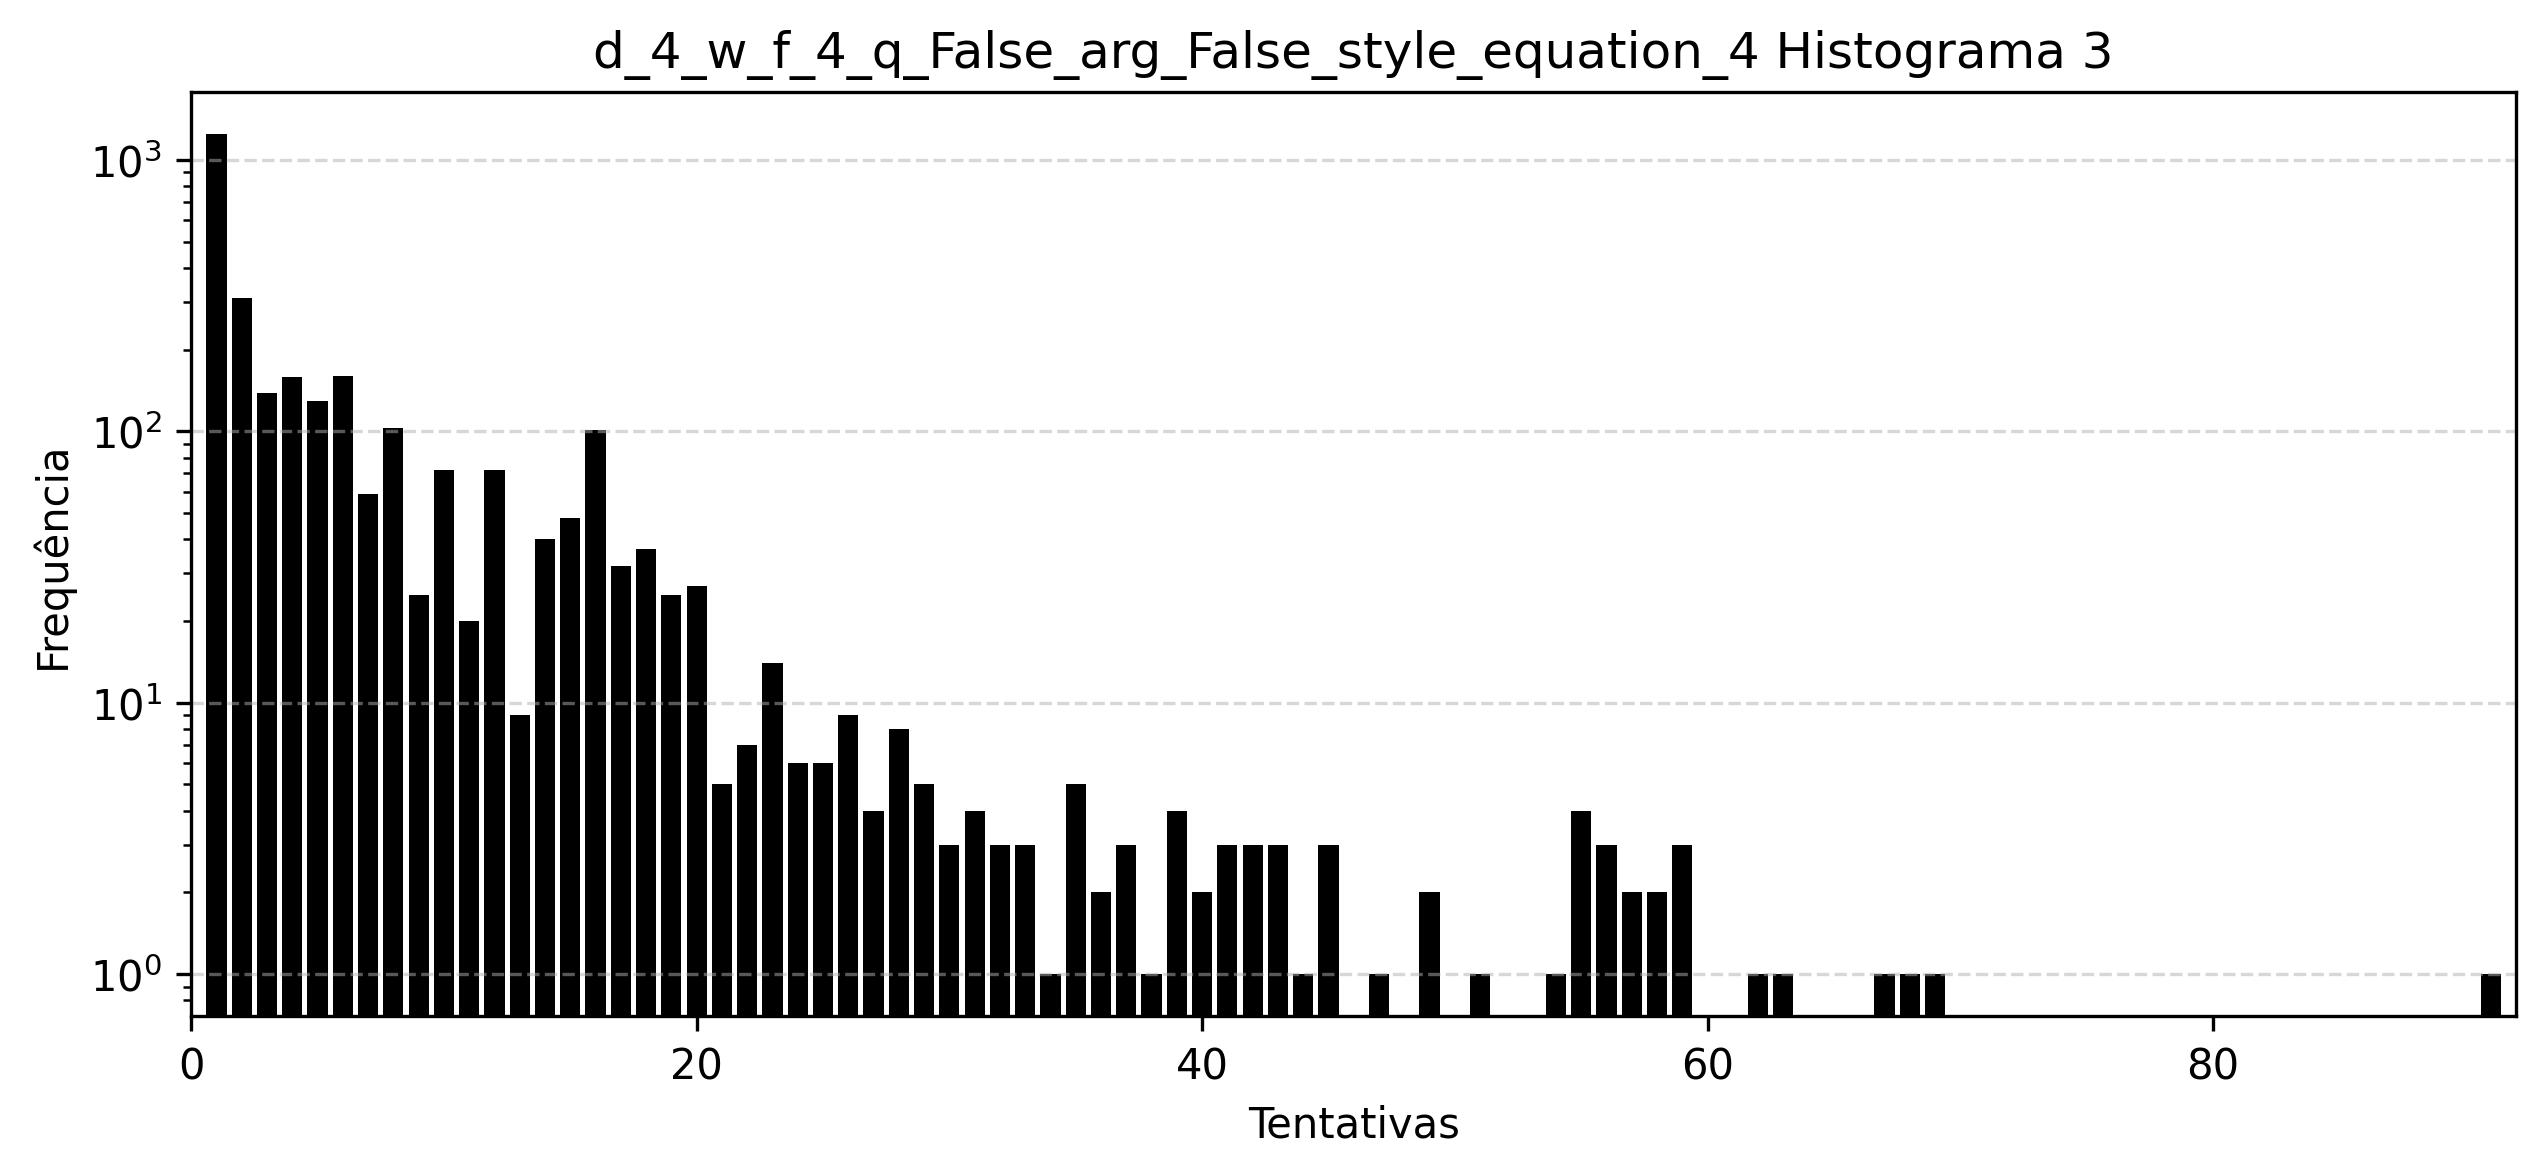 d_4_w_f_4_q_False_arg_False_style_equation_4 Histograma 3
10³
10²
10¹
10⁰
Frequência
0 20 40 60 80
Tentativas